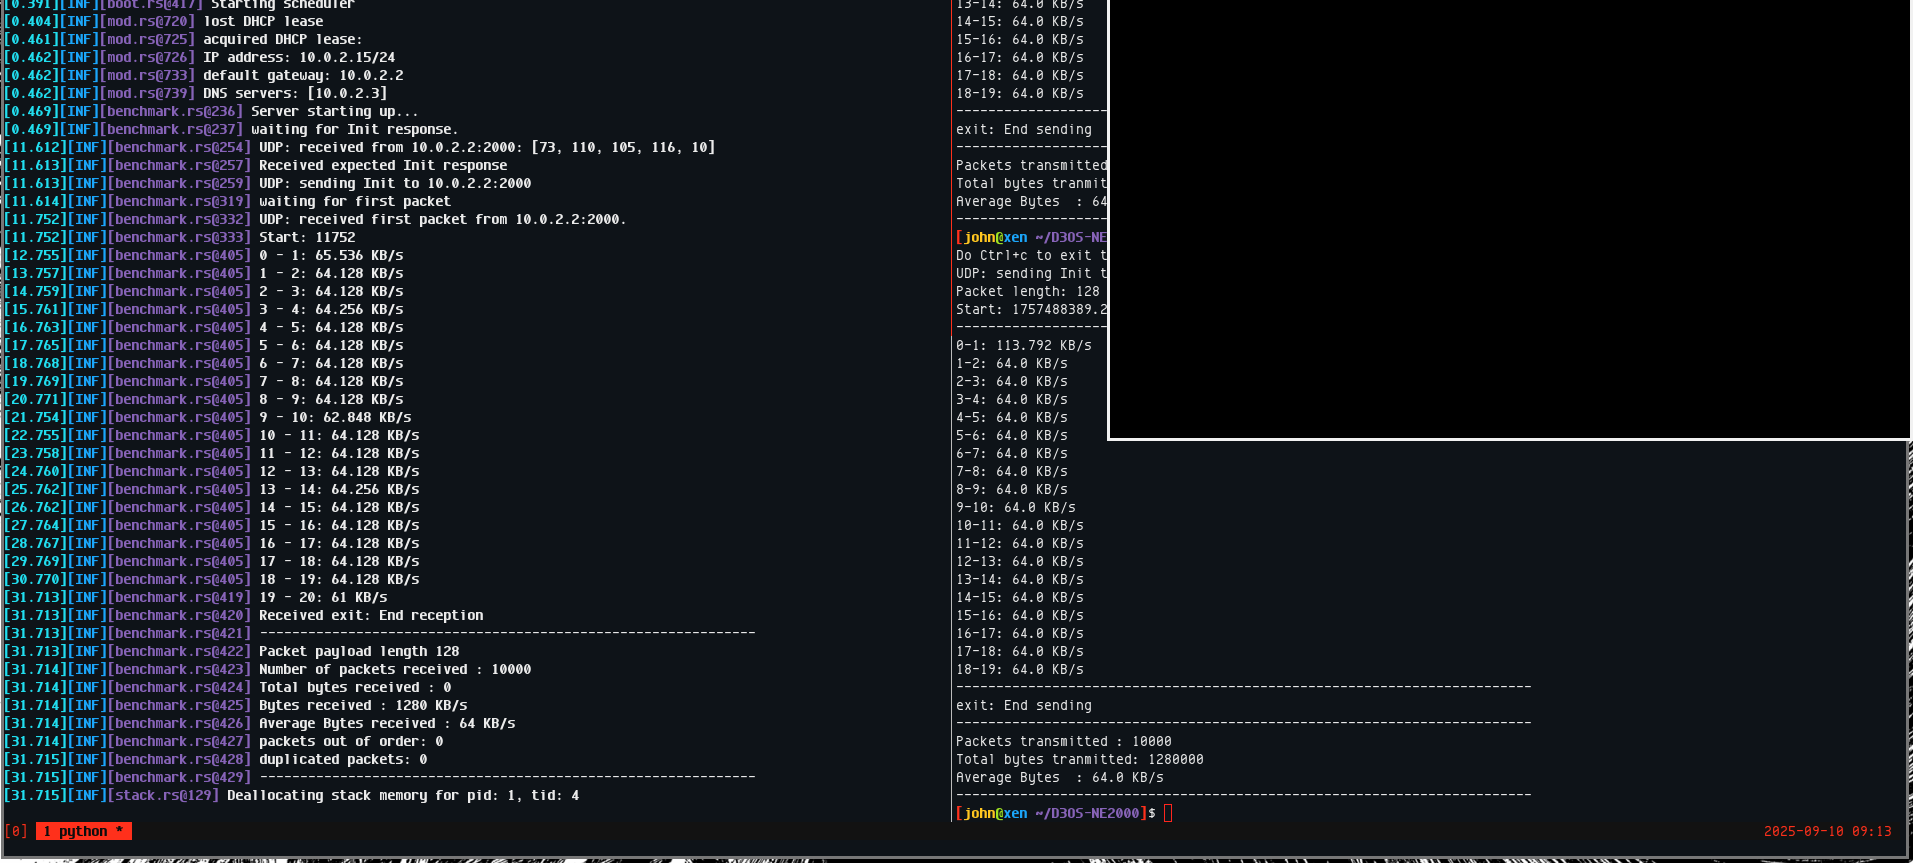 [0.391][INF][boot.rs@417] Starting scheduler
[0.404][INF][mod.rs@720] lost DHCP lease
[0.461][INF][mod.rs@725] acquired DHCP lease:
[0.462][INF][mod.rs@726] IP address: 10.0.2.15/24
[0.462][INF][mod.rs@733] default gateway: 10.0.2.2
[0.462][INF][mod.rs@739] DNS servers: [10.0.2.3]
[0.469][INF][benchmark.rs@236] Server starting up...
[0.469][INF][benchmark.rs@237] waiting for Init response.
[11.612][INF][benchmark.rs@254] UDP: received from 10.0.2.2:2000: [73, 110, 105, 116, 10]
[11.613][INF][benchmark.rs@257] Received expected Init response
[11.613][INF][benchmark.rs@259] UDP: sending Init to 10.0.2.2:2000
[11.614][INF][benchmark.rs@319] waiting for first packet
[11.752][INF][benchmark.rs@332] UDP: received first packet from 10.0.2.2:2000.
[11.752][INF][benchmark.rs@333] Start: 11752
[12.755][INF][benchmark.rs@405] 0 - 1: 65.536 KB/s
[13.757][INF][benchmark.rs@405] 1 - 2: 64.128 KB/s
[14.759][INF][benchmark.rs@405] 2 - 3: 64.128 KB/s
[15.761][INF][benchmark.rs@405] 3 - 4: 64.256 KB/s
[16.763][INF][benchmark.rs@405] 4 - 5: 64.128 KB/s
[17.765][INF][benchmark.rs@405] 5 - 6: 64.128 KB/s
[18.768][INF][benchmark.rs@405] 6 - 7: 64.128 KB/s
[19.769][INF][benchmark.rs@405] 7 - 8: 64.128 KB/s
[20.771][INF][benchmark.rs@405] 8 - 9: 64.128 KB/s
[21.754][INF][benchmark.rs@405] 9 - 10: 62.848 KB/s
[22.755][INF][benchmark.rs@405] 10 - 11: 64.128 KB/s
[23.758][INF][benchmark.rs@405] 11 - 12: 64.128 KB/s
[24.760][INF][benchmark.rs@405] 12 - 13: 64.128 KB/s
[25.762][INF][benchmark.rs@405] 13 - 14: 64.256 KB/s
[26.762][INF][benchmark.rs@405] 14 - 15: 64.128 KB/s
[27.764][INF][benchmark.rs@405] 15 - 16: 64.128 KB/s
[28.767][INF][benchmark.rs@405] 16 - 17: 64.128 KB/s
[29.769][INF][benchmark.rs@405] 17 - 18: 64.128 KB/s
[30.770][INF][benchmark.rs@405] 18 - 19: 64.128 KB/s
[31.713][INF][benchmark.rs@419] 19 - 20: 61 KB/s
[31.713][INF][benchmark.rs@420] Received exit: End reception
[31.713][INF][benchmark.rs@421] --------------------------------------------------------------
[31.713][INF][benchmark.rs@422] Packet payload length 128
[31.714][INF][benchmark.rs@423] Number of packets received : 10000
[31.714][INF][benchmark.rs@424] Total bytes received : 0
[31.714][INF][benchmark.rs@425] Bytes received : 1280 KB/s
[31.714][INF][benchmark.rs@426] Average Bytes received : 64 KB/s
[31.714][INF][benchmark.rs@427] packets out of order: 0
[31.715][INF][benchmark.rs@428] duplicated packets: 0
[31.715][INF][benchmark.rs@429] --------------------------------------------------------------
[31.715][INF][stack.rs@129] Deallocating stack memory for pid: 1, tid: 4
13-14: 64.0 KB/s
14-15: 64.0 KB/s
15-16: 64.0 KB/s
16-17: 64.0 KB/s
17-18: 64.0 KB/s
18-19: 64.0 KB/s
-------------------
exit: End sending
-------------------
Packets transmitted
Total bytes tranmit
Average Bytes  : 64
-------------------
[john@xen ~/D3OS-NE
Do Ctrl+c to exit t
UDP: sending Init t
Packet length: 128
Start: 1757488389.2
-------------------
0-1: 113.792 KB/s
1-2: 64.0 KB/s
2-3: 64.0 KB/s
3-4: 64.0 KB/s
4-5: 64.0 KB/s
5-6: 64.0 KB/s
6-7: 64.0 KB/s
7-8: 64.0 KB/s
8-9: 64.0 KB/s
9-10: 64.0 KB/s
10-11: 64.0 KB/s
11-12: 64.0 KB/s
12-13: 64.0 KB/s
13-14: 64.0 KB/s
14-15: 64.0 KB/s
15-16: 64.0 KB/s
16-17: 64.0 KB/s
17-18: 64.0 KB/s
18-19: 64.0 KB/s
------------------------------------------------------------------------
exit: End sending
------------------------------------------------------------------------
Packets transmitted : 10000
Total bytes tranmitted: 1280000
Average Bytes  : 64.0 KB/s
------------------------------------------------------------------------
[john@xen ~/D3OS-NE2000]$
[0] 1 python * 2025-09-10 09:13